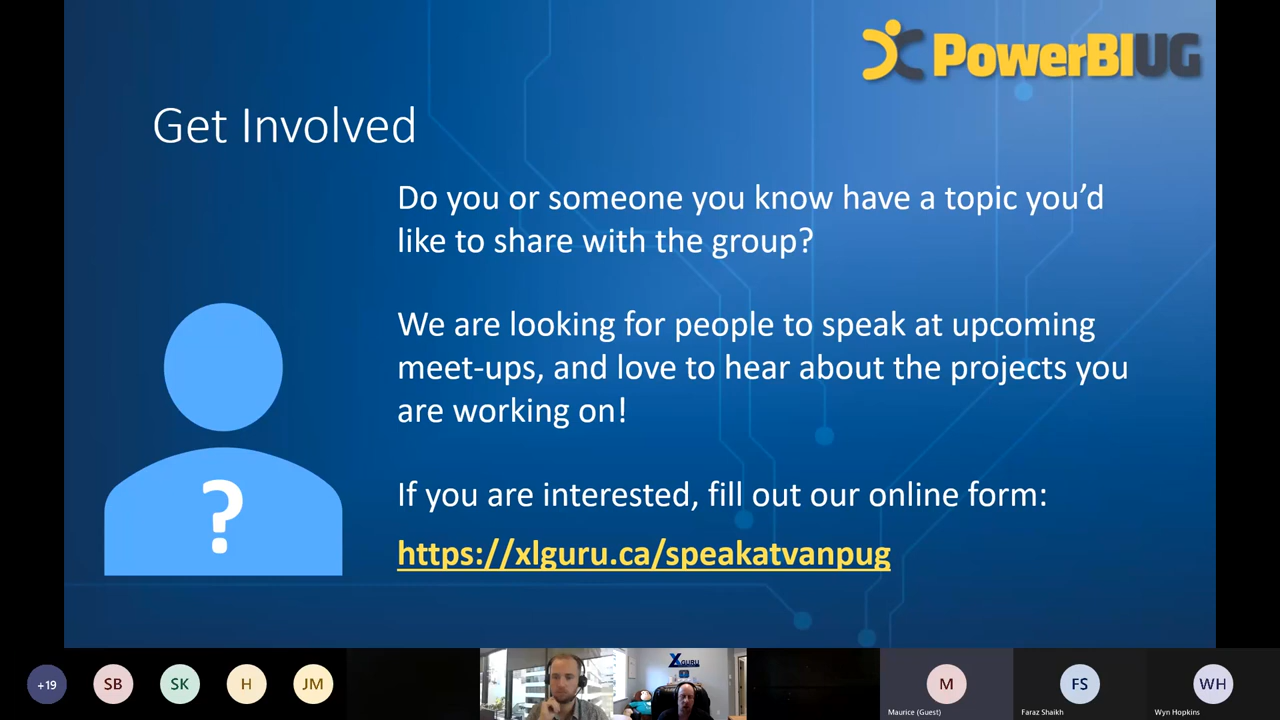 PowerBIUG
Get Involved
Do you or someone you know have a topic you'd
like to share with the group?
We are looking for people to speak at upcoming
meet-ups, and love to hear about the projects you
are working on!
?
If you are interested, fill out our online form:
https://xlguru.ca/speakatvanpug
+19
SB
SK
H
JM
XLGURU
M
FS
WH
Maurice (Guest)
Faraz Shaikh
Wyn Hopkins